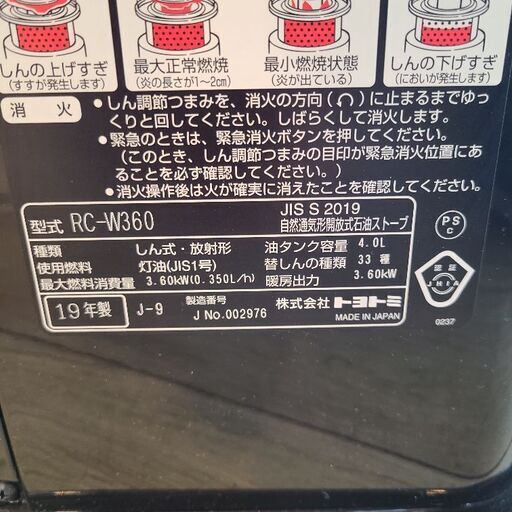 しんの上げすぎ
(すすが発生します)
最大正常燃焼
(炎の長さが1~2cm)
最小燃焼状態
(炎が出ている)
しんの下げすぎ
(においが発生します)
消 火
●しん調節つまみを、消火の方向( )に止まるまでゆっ
くりと回してください。しばらくして消火します。
●緊急のときは、緊急消火ボタンを押してください。
(このとき、しん調節つまみの目印が緊急消火位置にあ
ることを必ず確認してください。)
●消火操作後は火が確実に消えたことを確認してください。
型式 RC-W360
JIS S 2019
自然通気形開放式石油ストーブ
種類 しん式・放射形 油タンク容量 4.0L
使用燃料 灯油(JIS1号) 替しんの種類 33 種
最大燃料消費量 3.60kW(0.350L/h) 暖房出力 3.60kW
19年製 J-9 製造番号 J No.002976 株式会社トヨトミ
MADE IN JAPAN
PS
C
認証
JHIA
0237